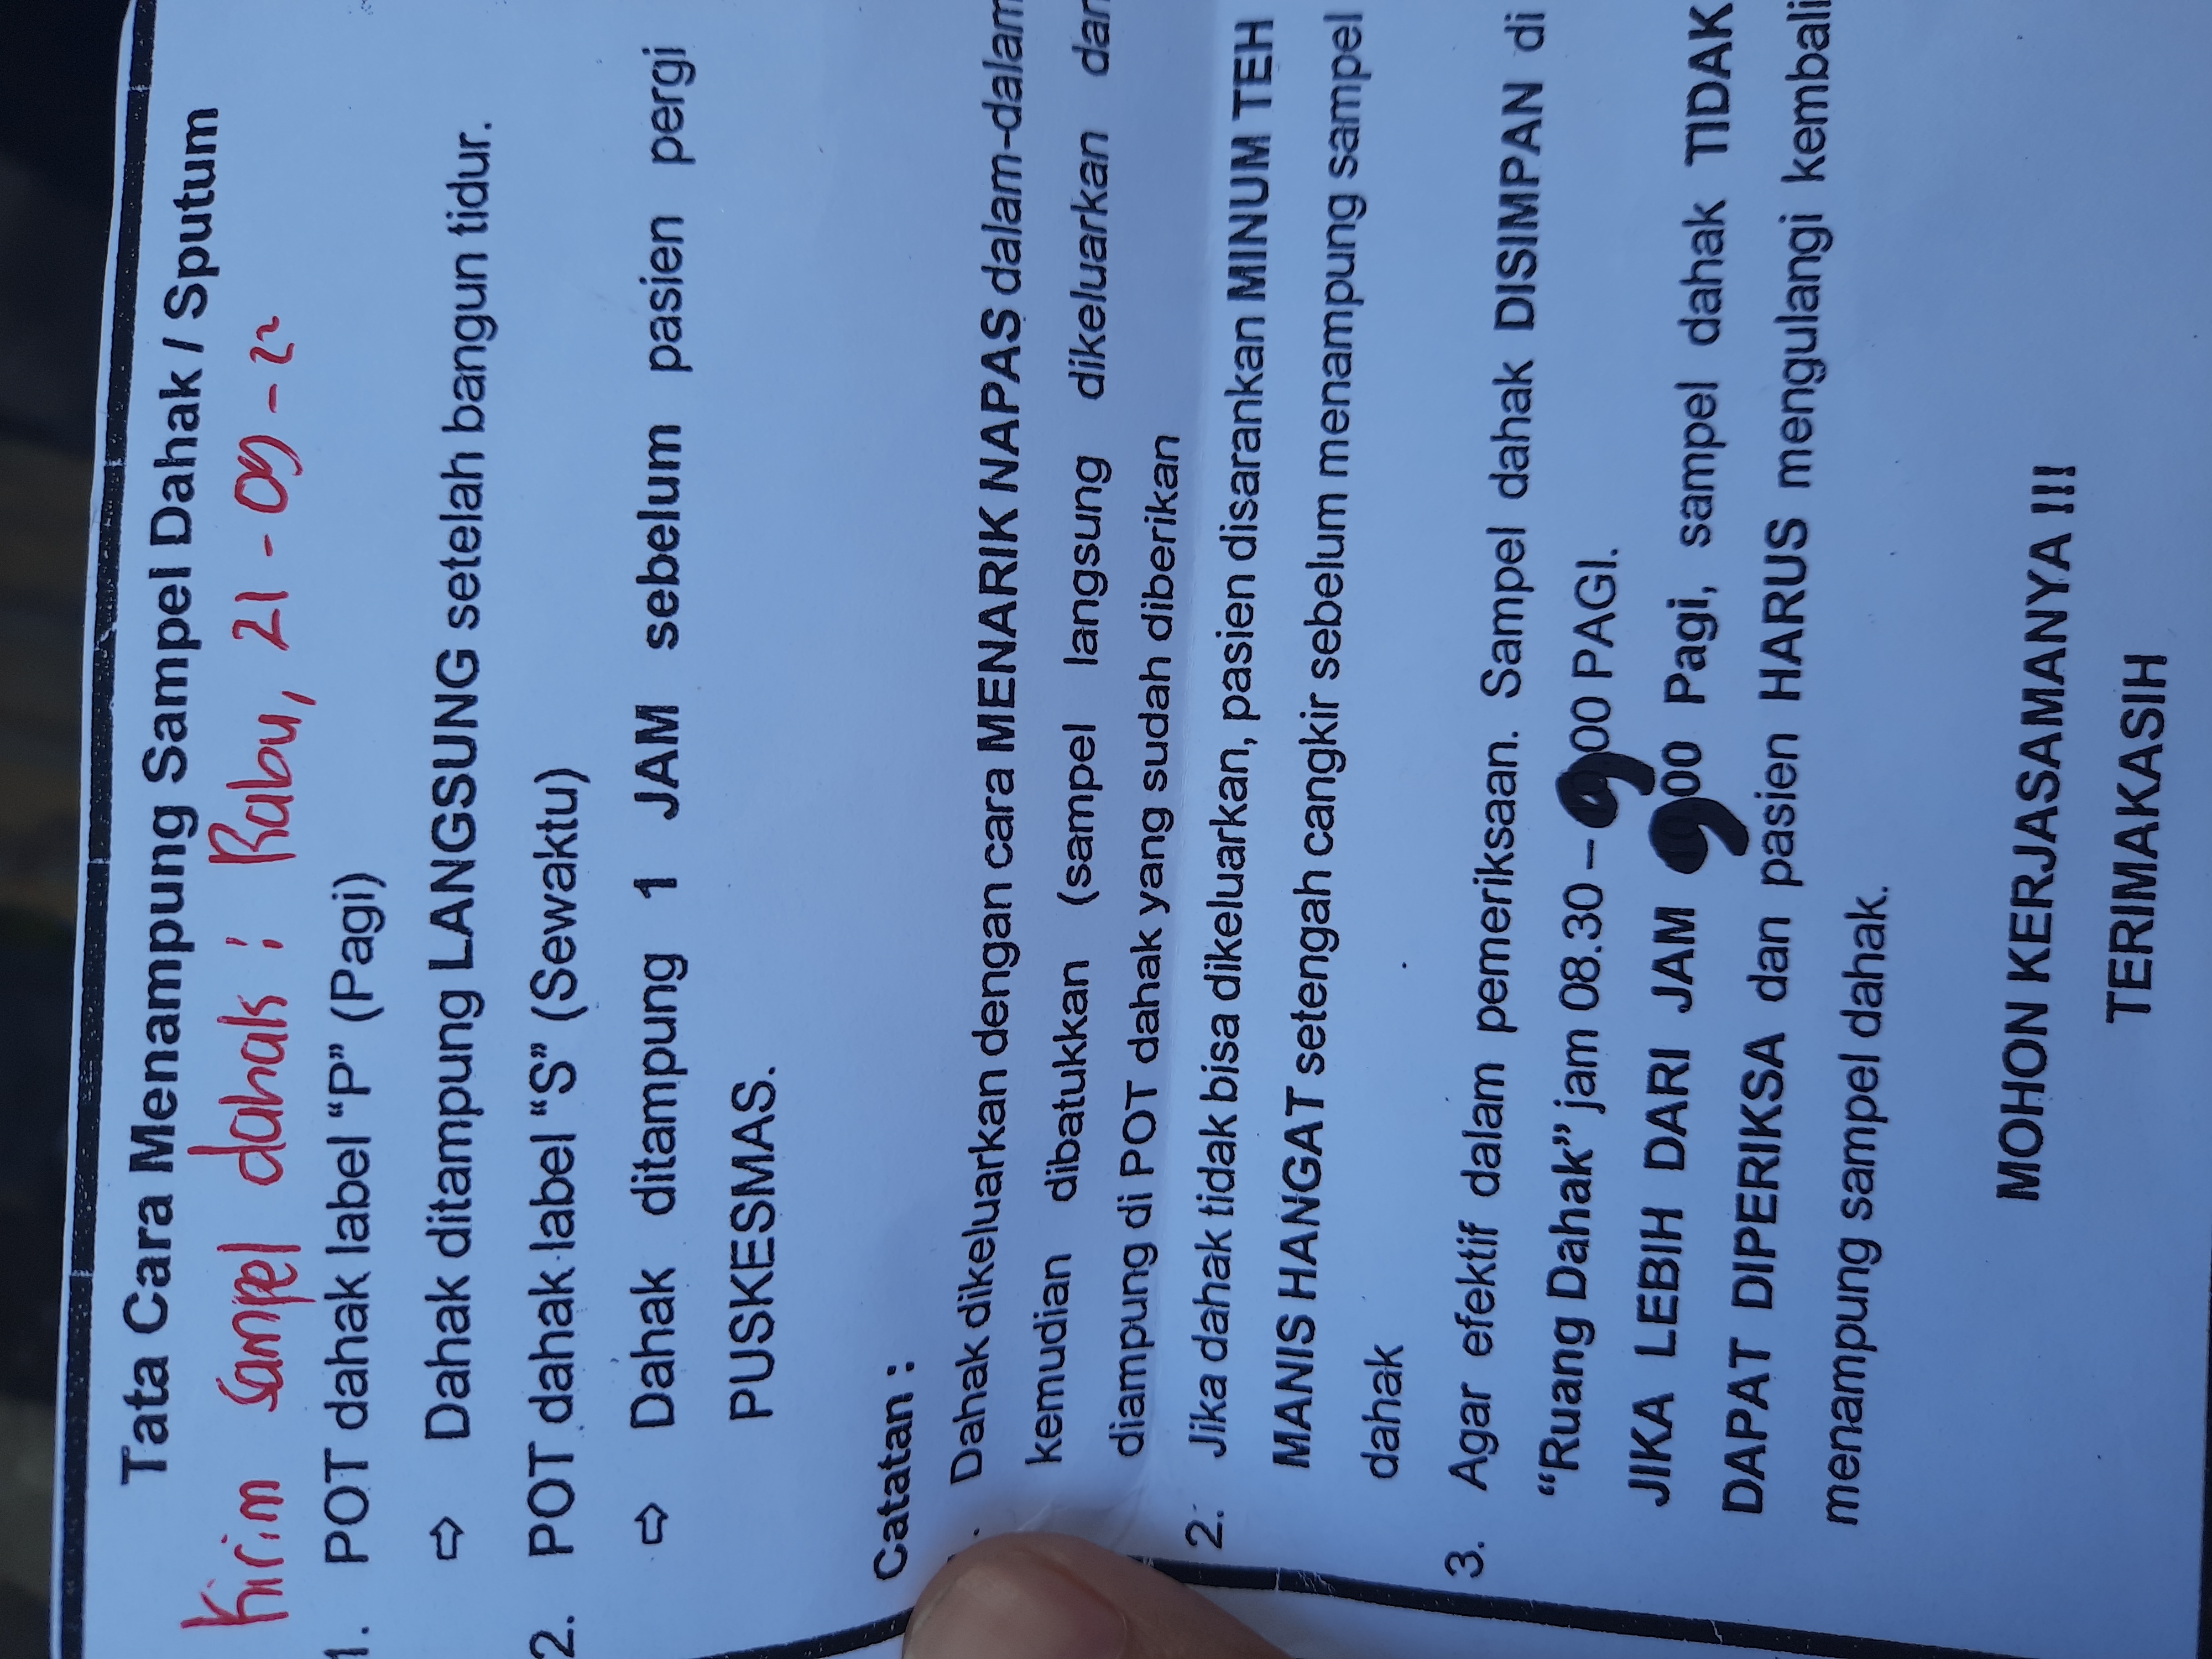 Tata Cara Menampung Sampel Dahak / Sputum
Kirim sampel dahak : Rabu, 21 - 09 - 22
1. POT dahak label “P” (Pagi)
⇨ Dahak ditampung LANGSUNG setelah bangun tidur.
2. POT dahak label “S” (Sewaktu)
⇨ Dahak ditampung 1 JAM sebelum pasien pergi
PUSKESMAS.
Catatan :
. Dahak dikeluarkan dengan cara MENARIK NAPAS dalam-dalam
kemudian dibatukkan (sampel langsung dikeluarkan dan
diampung di POT dahak yang sudah diberikan
2. Jika dahak tidak bisa dikeluarkan, pasien disarankan MINUM TEH
MANIS HANGAT setengah cangkir sebelum menampung sampel
dahak
3. Agar efektif dalam pemeriksaan. Sampel dahak DISIMPAN di
“Ruang Dahak” jam 08.30 – 9 00 PAGI.
JIKA LEBIH DARI JAM 9 00 Pagi, sampel dahak TIDAK
DAPAT DIPERIKSA dan pasien HARUS mengulangi kembali
menampung sampel dahak.
MOHON KERJASAMANYA !!!
TERIMAKASIH